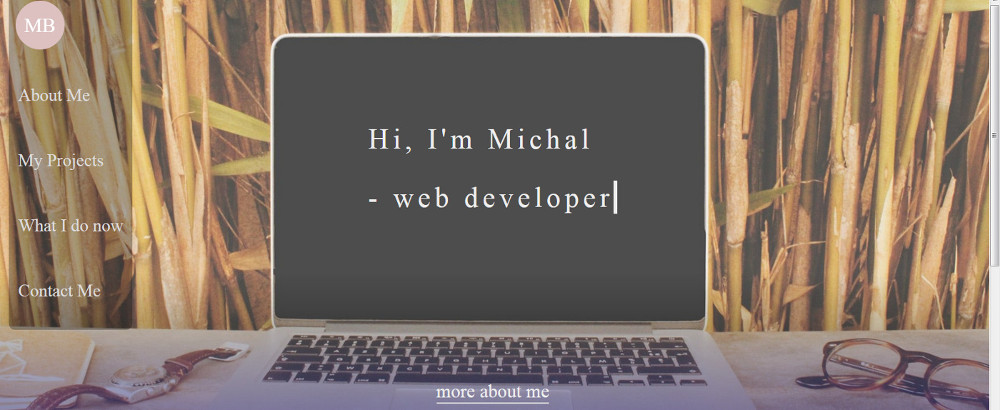 MB
About Me
My Projects
What I do now
Contact Me
Hi, I'm Michal
- web developer
more about me